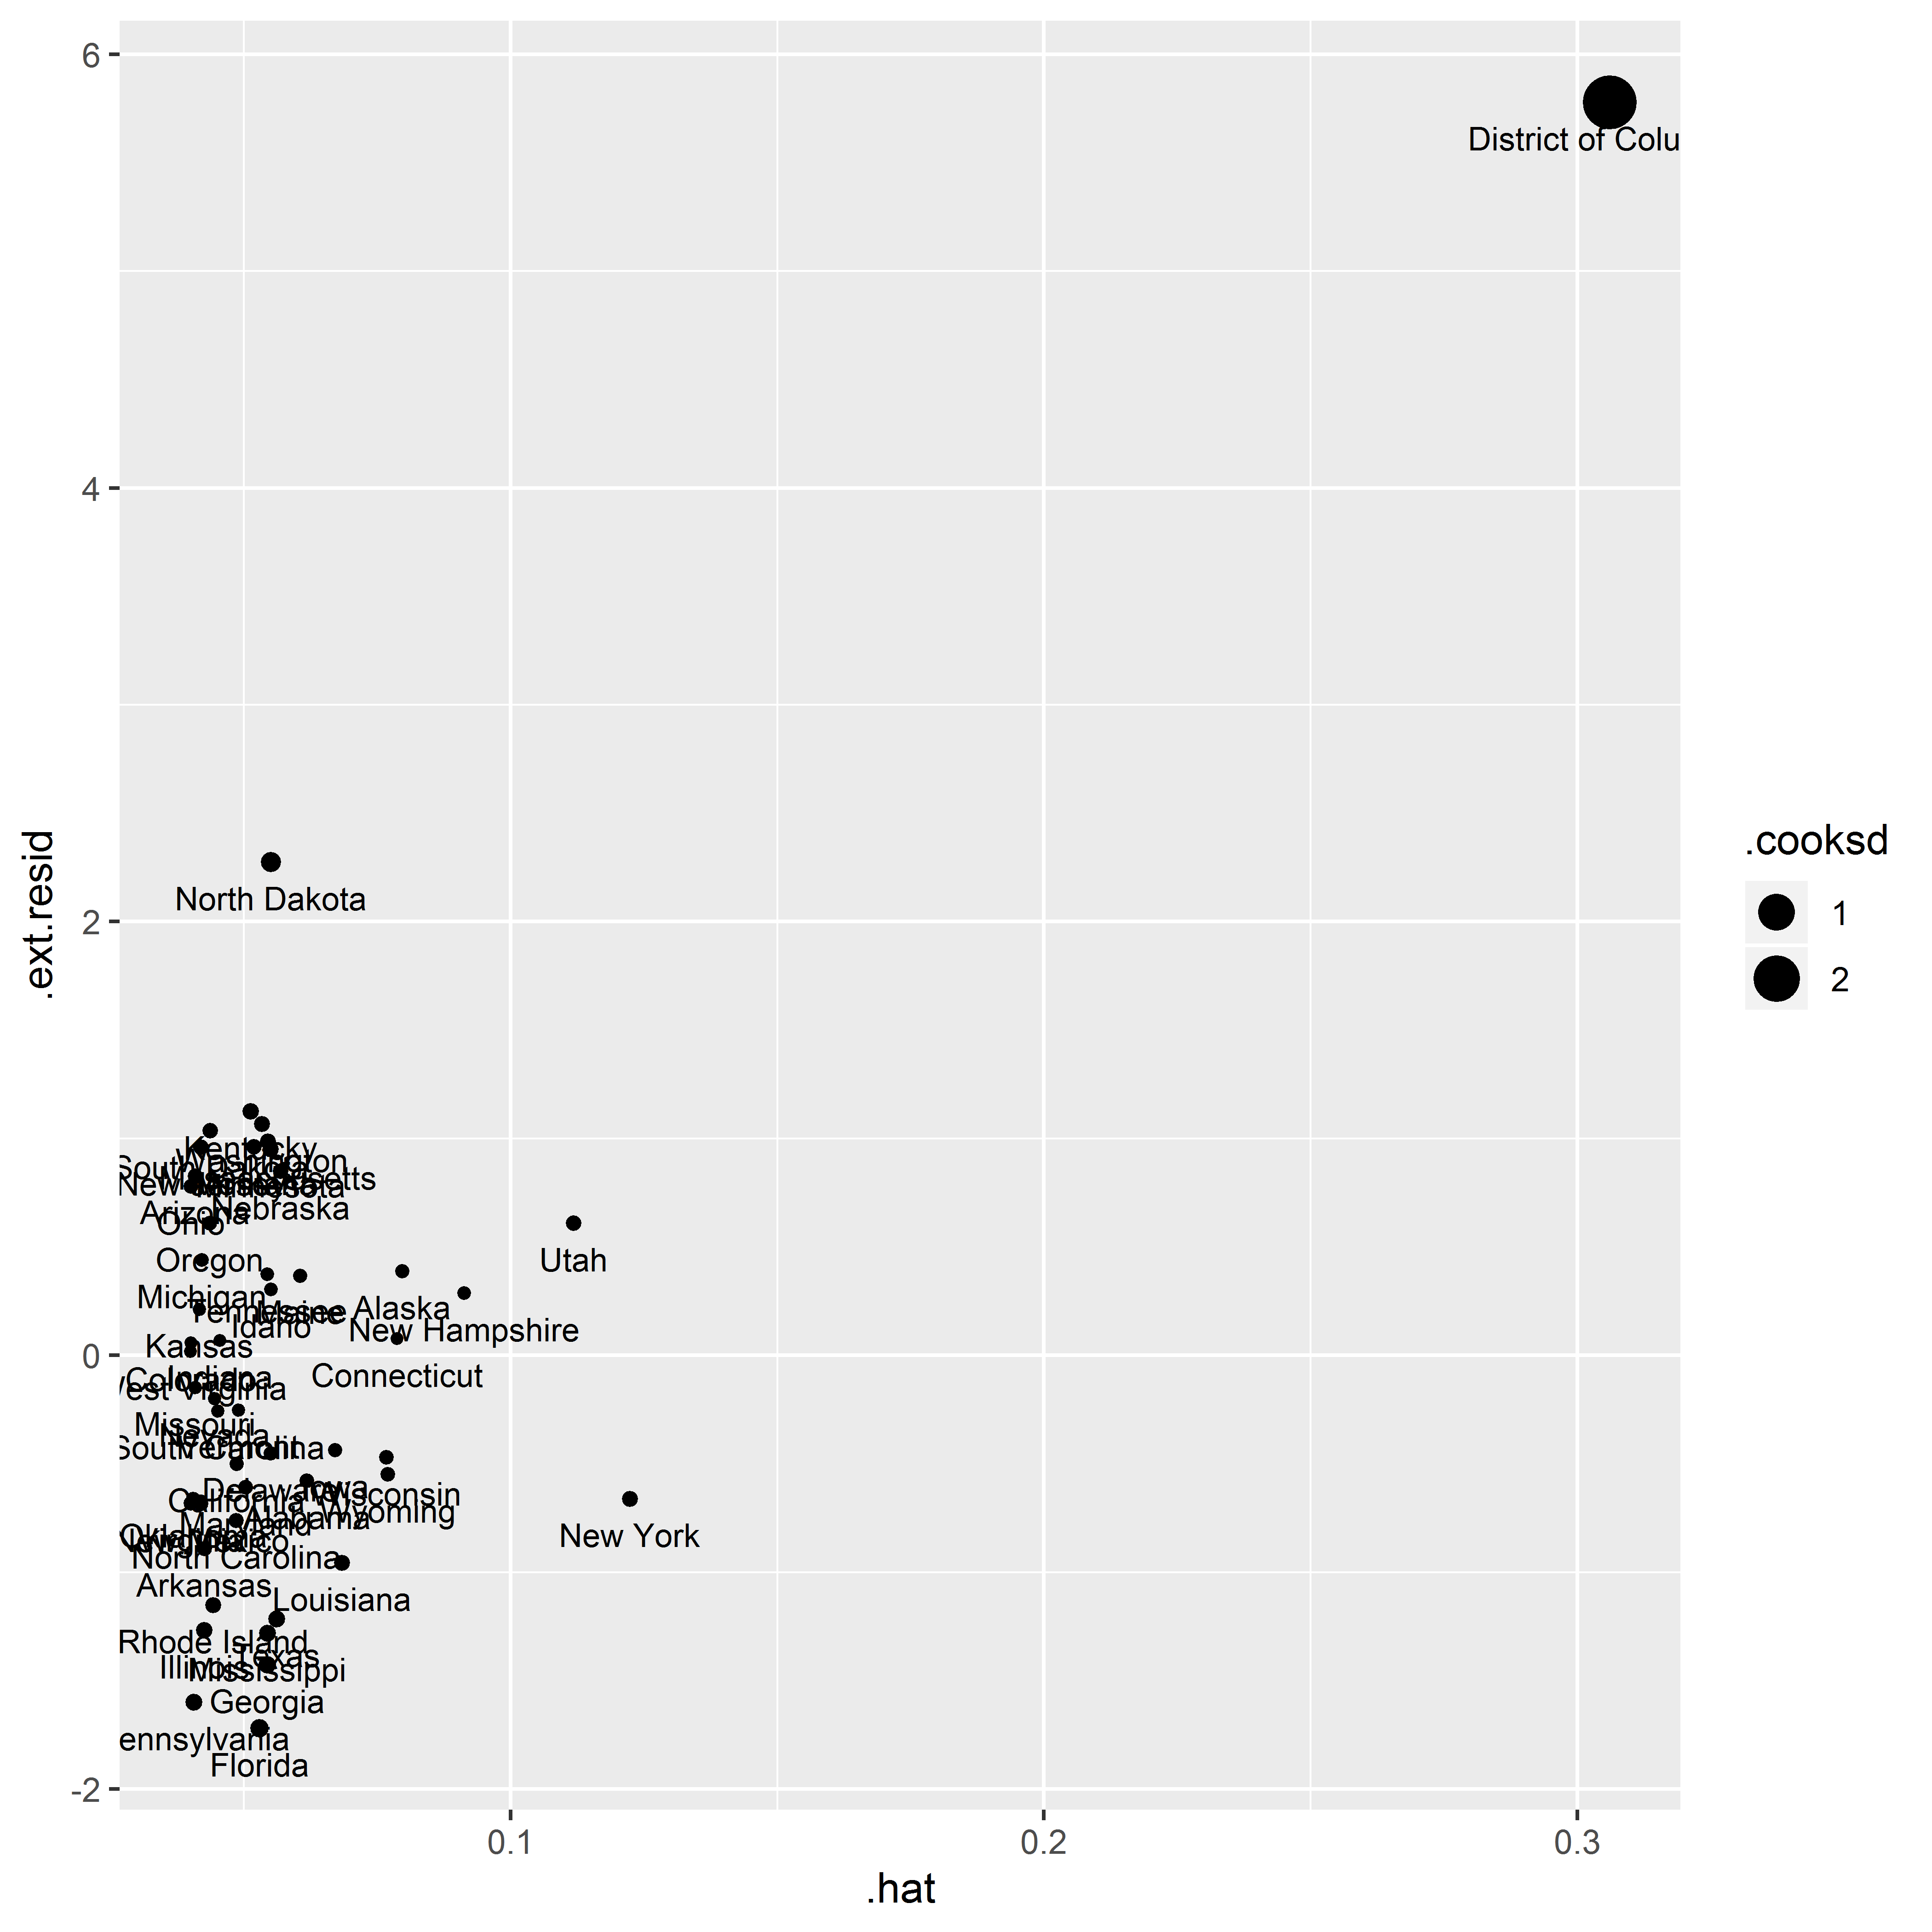 6
District of Colu
4
.ext.resid
North Dakota
2
.cooksd
1
2
Kentucky
Washington
South Dakota
Massachusetts
New Jersey
Minnesota
Nebraska
Arizona
Ohio
Oregon
Utah
Michigan
Tennessee
Maine
Alaska
Idaho
New Hampshire
Kansas
0
Connecticut
Colorado
Indiana
West Virginia
Missouri
Nevada
South Carolina
Vermont
Delaware
Iowa
Wisconsin
California
Wyoming
Alabama
Maryland
Oklahoma
New York
Virginia
New Mexico
North Carolina
Arkansas
Louisiana
Rhode Island
Texas
Illinois
Mississippi
Georgia
ennsylvania
Florida
-2
0.1
0.2
0.3
.hat